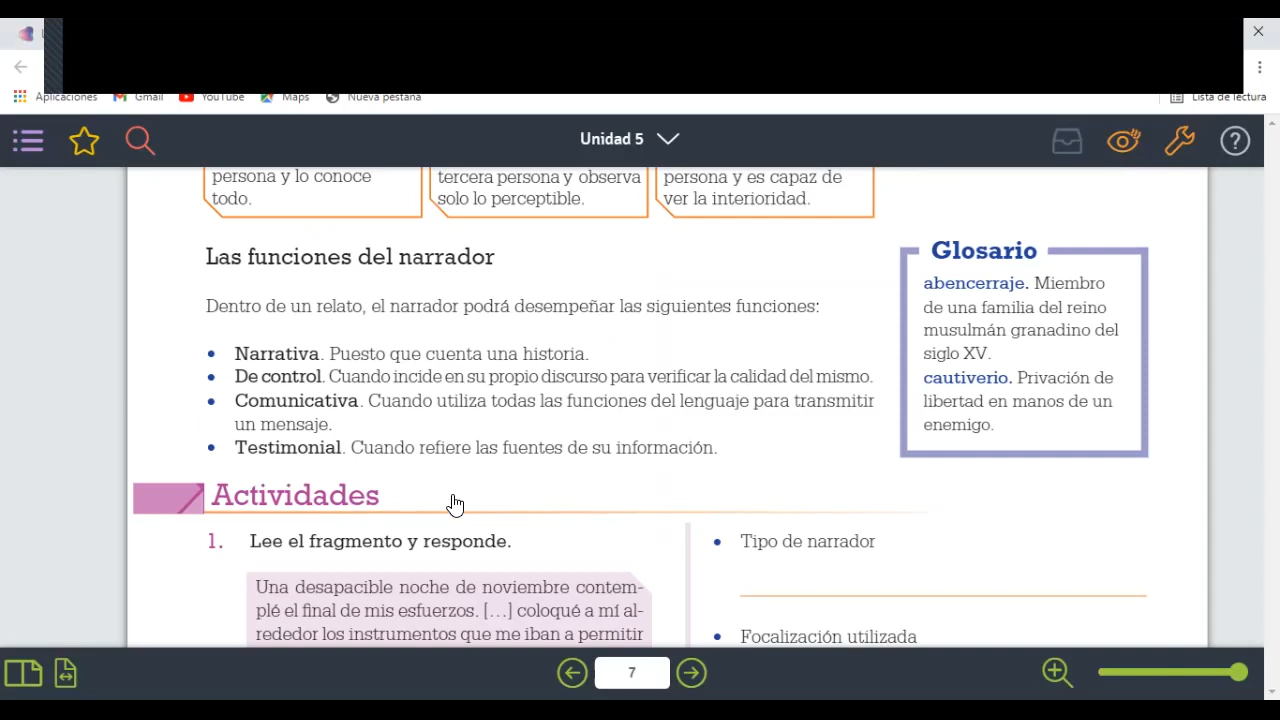 Aplicaciones
Gmail
YouTube
Maps
Nueva pestaña
Lista de lectura
Unidad 5
persona y lo conoce
todo.
tercera persona y observa
solo lo perceptible.
persona y es capaz de
ver la interioridad.
Las funciones del narrador
Dentro de un relato, el narrador podrá desempeñar las siguientes funciones:
• Narrativa. Puesto que cuenta una historia.
• De control. Cuando incide en su propio discurso para verificar la calidad del mismo.
• Comunicativa. Cuando utiliza todas las funciones del lenguaje para transmitir
un mensaje.
• Testimonial. Cuando refiere las fuentes de su información.
Glosario
abencerraje. Miembro
de una familia del reino
musulmán granadino del
siglo XV.
cautiverio. Privación de
libertad en manos de un
enemigo.
Actividades
1. Lee el fragmento y responde.
Una desapacible noche de noviembre contem-
plé el final de mis esfuerzos. […] coloqué a mí al-
rededor los instrumentos que me iban a permitir
• Tipo de narrador
• Focalización utilizada
7